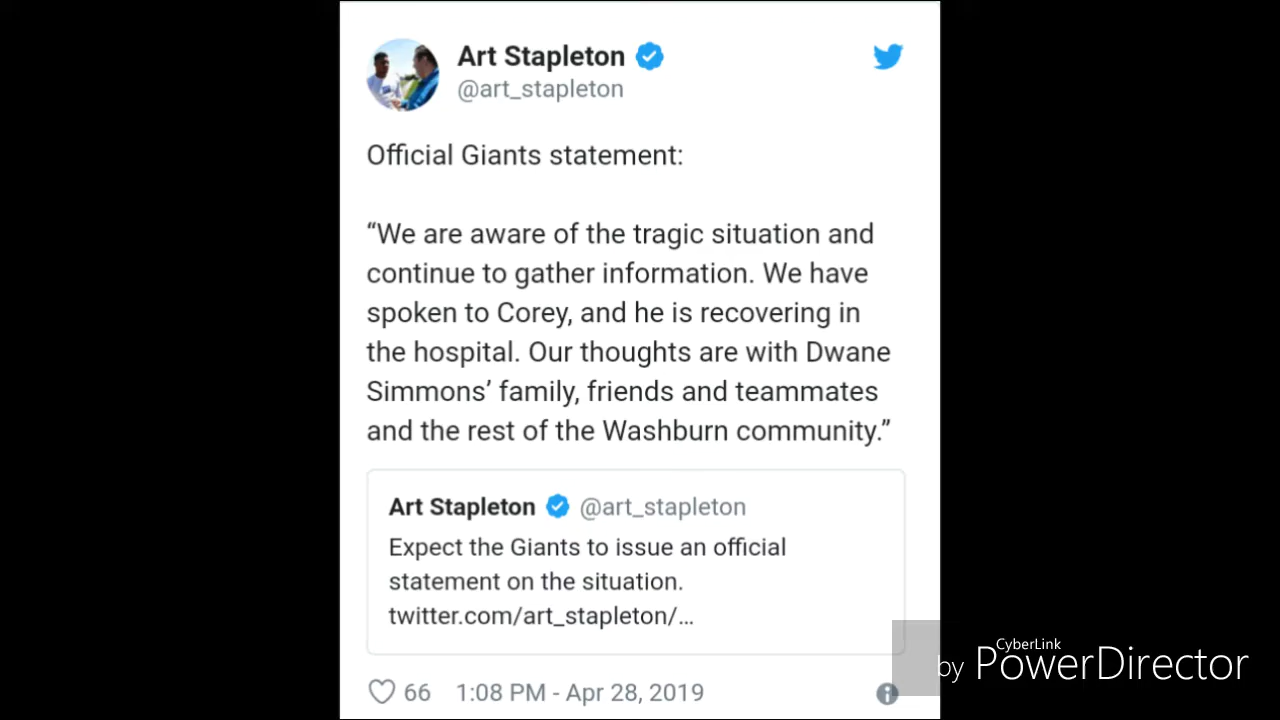 Art Stapleton
@art_stapleton
Official Giants statement:
“We are aware of the tragic situation and
continue to gather information. We have
spoken to Corey, and he is recovering in
the hospital. Our thoughts are with Dwane
Simmons’ family, friends and teammates
and the rest of the Washburn community.”
Art Stapleton @art_stapleton
Expect the Giants to issue an official
statement on the situation.
twitter.com/art_stapleton/…
66 1:08 PM - Apr 28, 2019
CyberLink
by PowerDirector